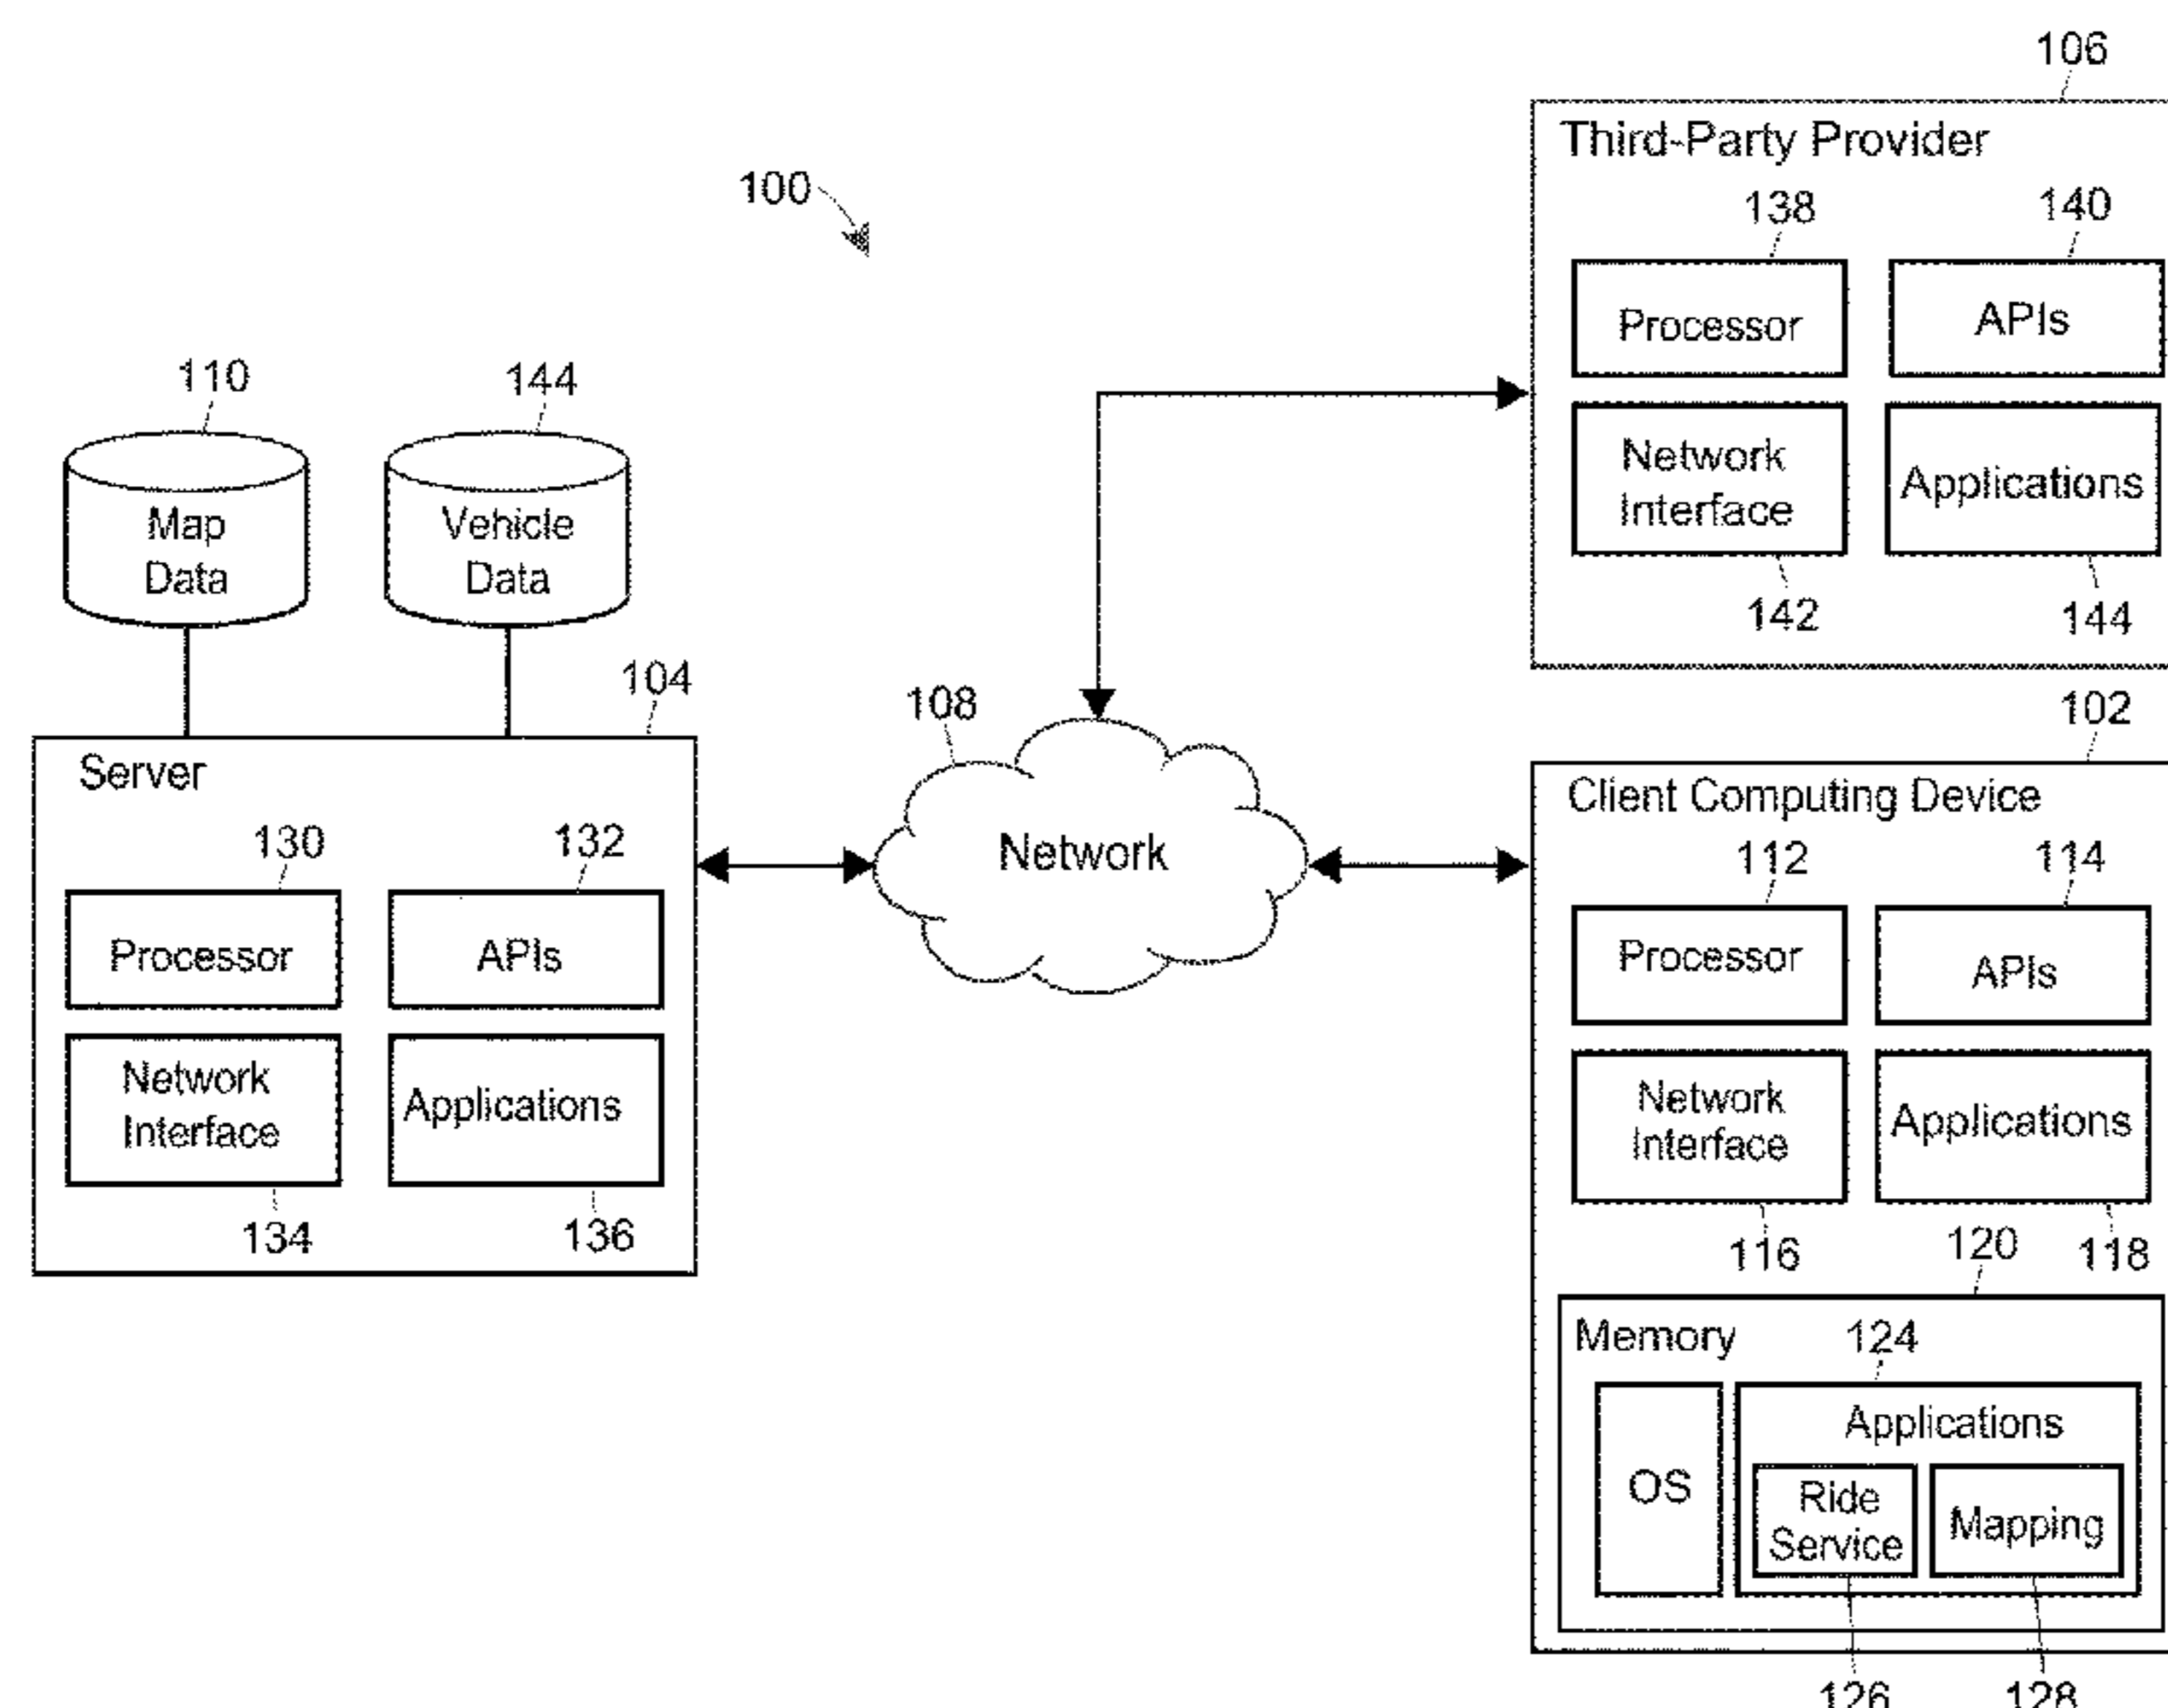 106
Third-Party Provider
100
138
140
Processor
APIs
110
144
Network
Interface
Applications
Map
Data
Vehicle
Data
142
144
104
108
102
Server
Client Computing Device
Network
130
132
112
114
Processor
APIs
Processor
APIs
Network
Interface
Applications
Network
Interface
Applications
134
136
116
120
118
Memory
124
Applications
OS
Ride
Service
Mapping
126
128